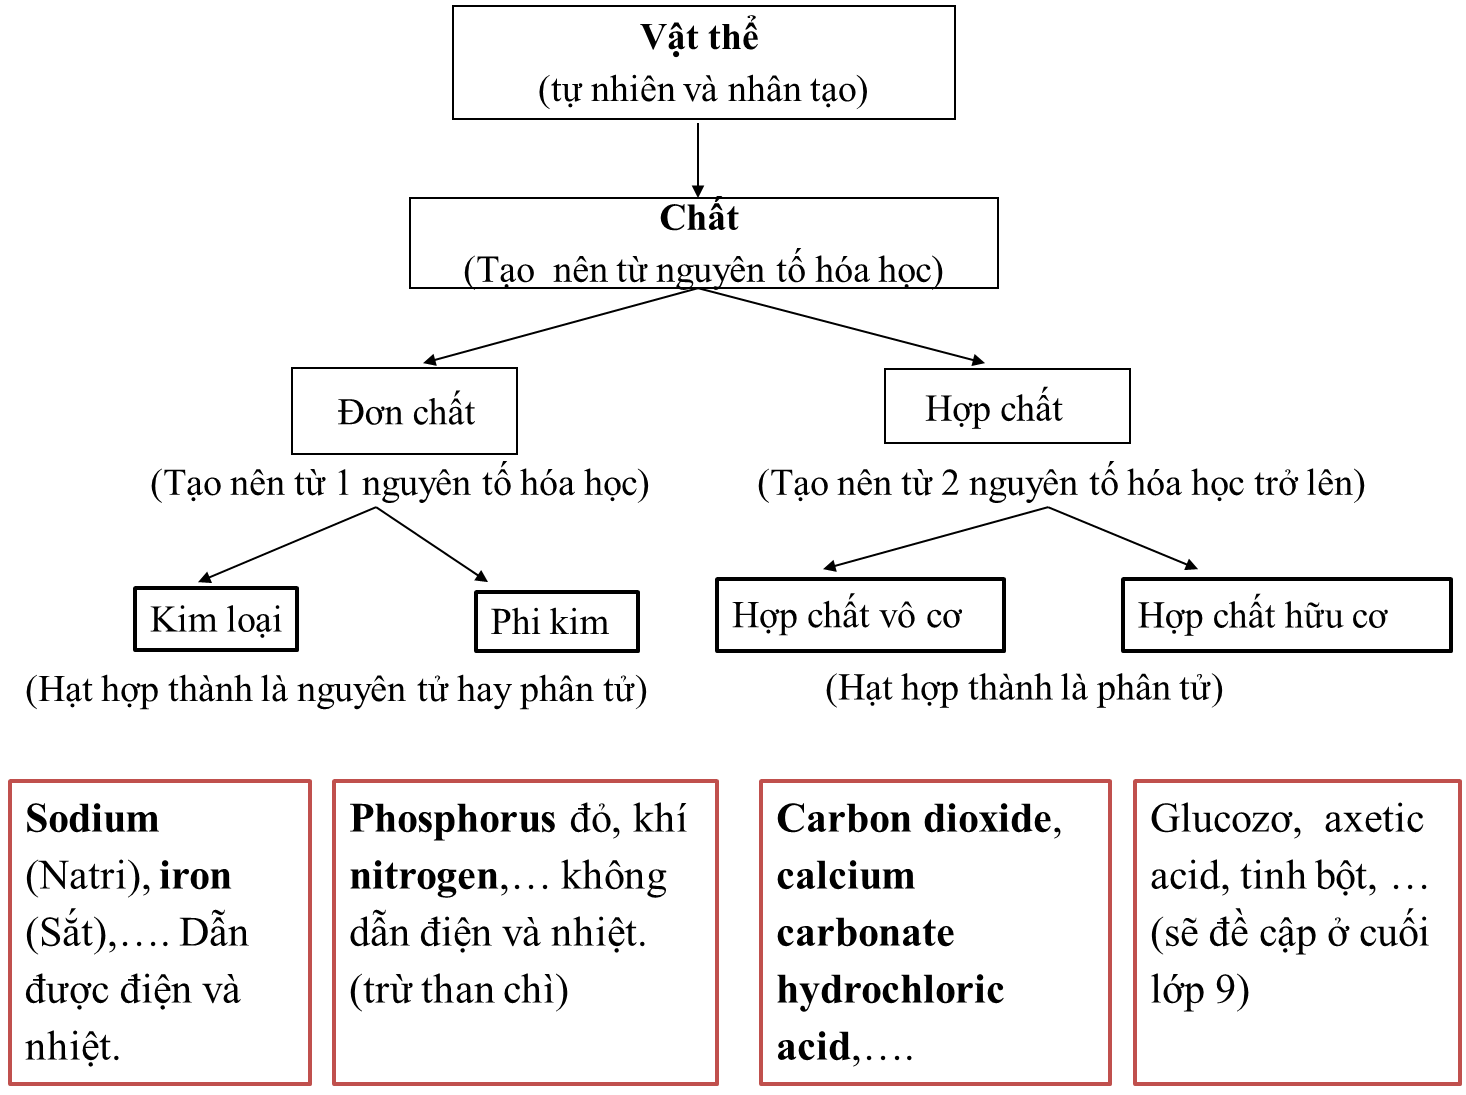 Vật thể
(tự nhiên và nhân tạo)
Chất
(Tạo nên từ nguyên tố hóa học)
Đơn chất
Hợp chất
(Tạo nên từ 1 nguyên tố hóa học)
(Tạo nên từ 2 nguyên tố hóa học trở lên)
Kim loại
Phi kim
Hợp chất vô cơ
Hợp chất hữu cơ
(Hạt hợp thành là nguyên tử hay phân tử)
(Hạt hợp thành là phân tử)
Sodium
(Natri), iron
(Sắt),…. Dẫn
được điện và
nhiệt.
Phosphorus đỏ, khí
nitrogen,… không
dẫn điện và nhiệt.
(trừ than chì)
Carbon dioxide,
calcium
carbonate
hydrochloric
acid,….
Glucozơ, axetic
acid, tinh bột, …
(sẽ đề cập ở cuối
lớp 9)